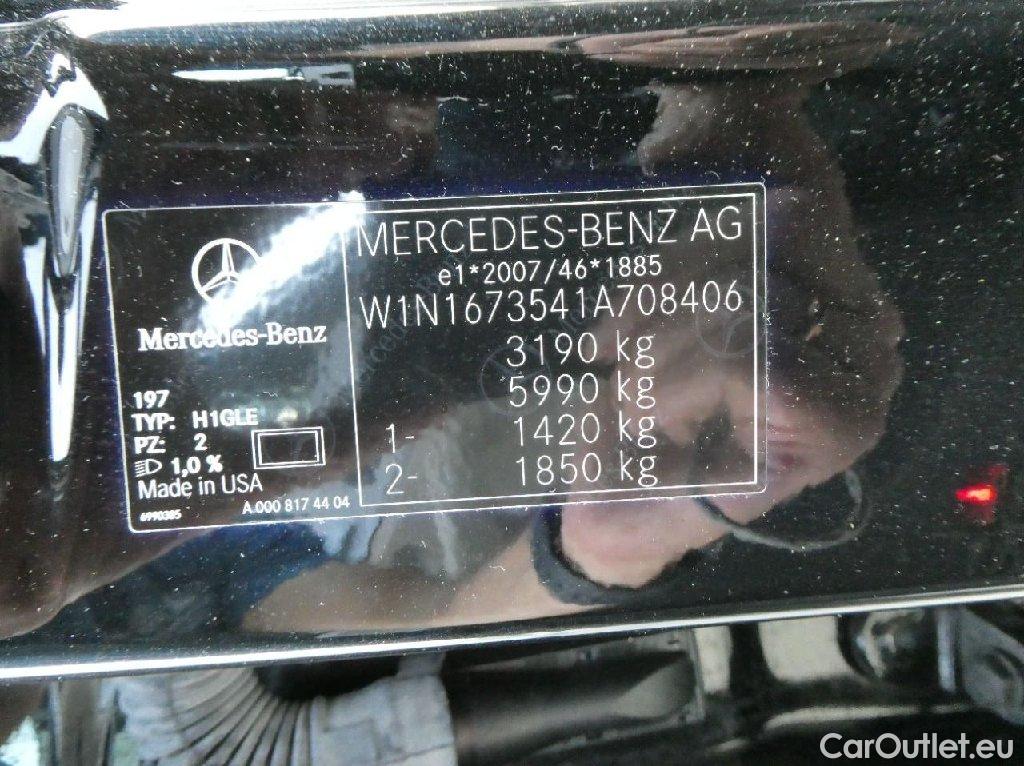 MERCEDES-BENZ AG
e1*2007/46*1885
W1N1673541A708406
3190 kg
5990 kg
1- 1420 kg
2- 1850 kg
Mercedes-Benz
197
TYP: H1GLE
PZ: 2
1,0 %
Made in USA
6990385 A 000 817 44 04
CarOutlet.eu